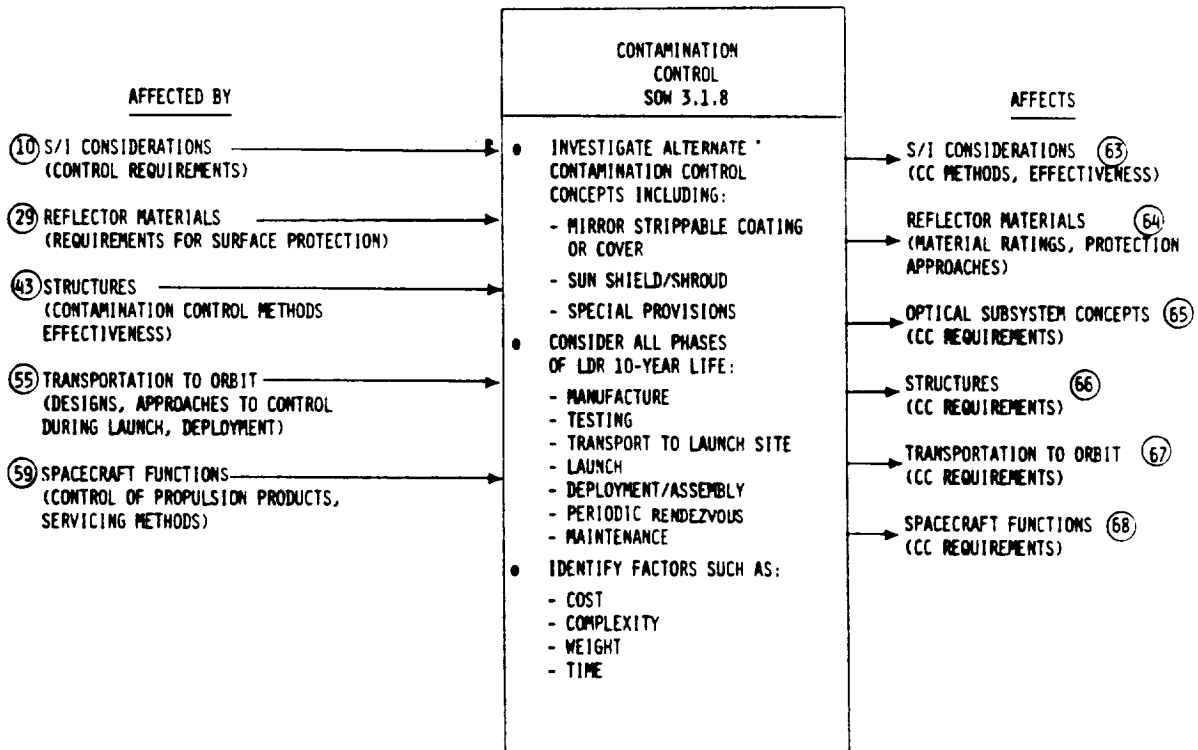 AFFECTED BY
10 S/I CONSIDERATIONS
(CONTROL REQUIREMENTS)
29 REFLECTOR MATERIALS
(REQUIREMENTS FOR SURFACE PROTECTION)
43 STRUCTURES
(CONTAMINATION CONTROL METHODS
EFFECTIVENESS)
55 TRANSPORTATION TO ORBIT
(DESIGNS, APPROACHES TO CONTROL
DURING LAUNCH, DEPLOYMENT)
59 SPACECRAFT FUNCTIONS
(CONTROL OF PROPULSION PRODUCTS,
SERVICING METHODS)
CONTAMINATION
CONTROL
SOW 3.1.8
• INVESTIGATE ALTERNATE
CONTAMINATION CONTROL
CONCEPTS INCLUDING:
- MIRROR STRIPPABLE COATING
OR COVER
- SUN SHIELD/SHROUD
- SPECIAL PROVISIONS
• CONSIDER ALL PHASES
OF LDR 10-YEAR LIFE:
- MANUFACTURE
- TESTING
- TRANSPORT TO LAUNCH SITE
- LAUNCH
- DEPLOYMENT/ASSEMBLY
- PERIODIC RENDEZVOUS
- MAINTENANCE
• IDENTIFY FACTORS SUCH AS:
- COST
- COMPLEXITY
- WEIGHT
- TIME
AFFECTS
S/I CONSIDERATIONS 63
(CC METHODS, EFFECTIVENESS)
REFLECTOR MATERIALS 64
(MATERIAL RATINGS, PROTECTION
APPROACHES)
OPTICAL SUBSYSTEM CONCEPTS 65
(CC REQUIREMENTS)
STRUCTURES 66
(CC REQUIREMENTS)
TRANSPORTATION TO ORBIT 67
(CC REQUIREMENTS)
SPACECRAFT FUNCTIONS 68
(CC REQUIREMENTS)